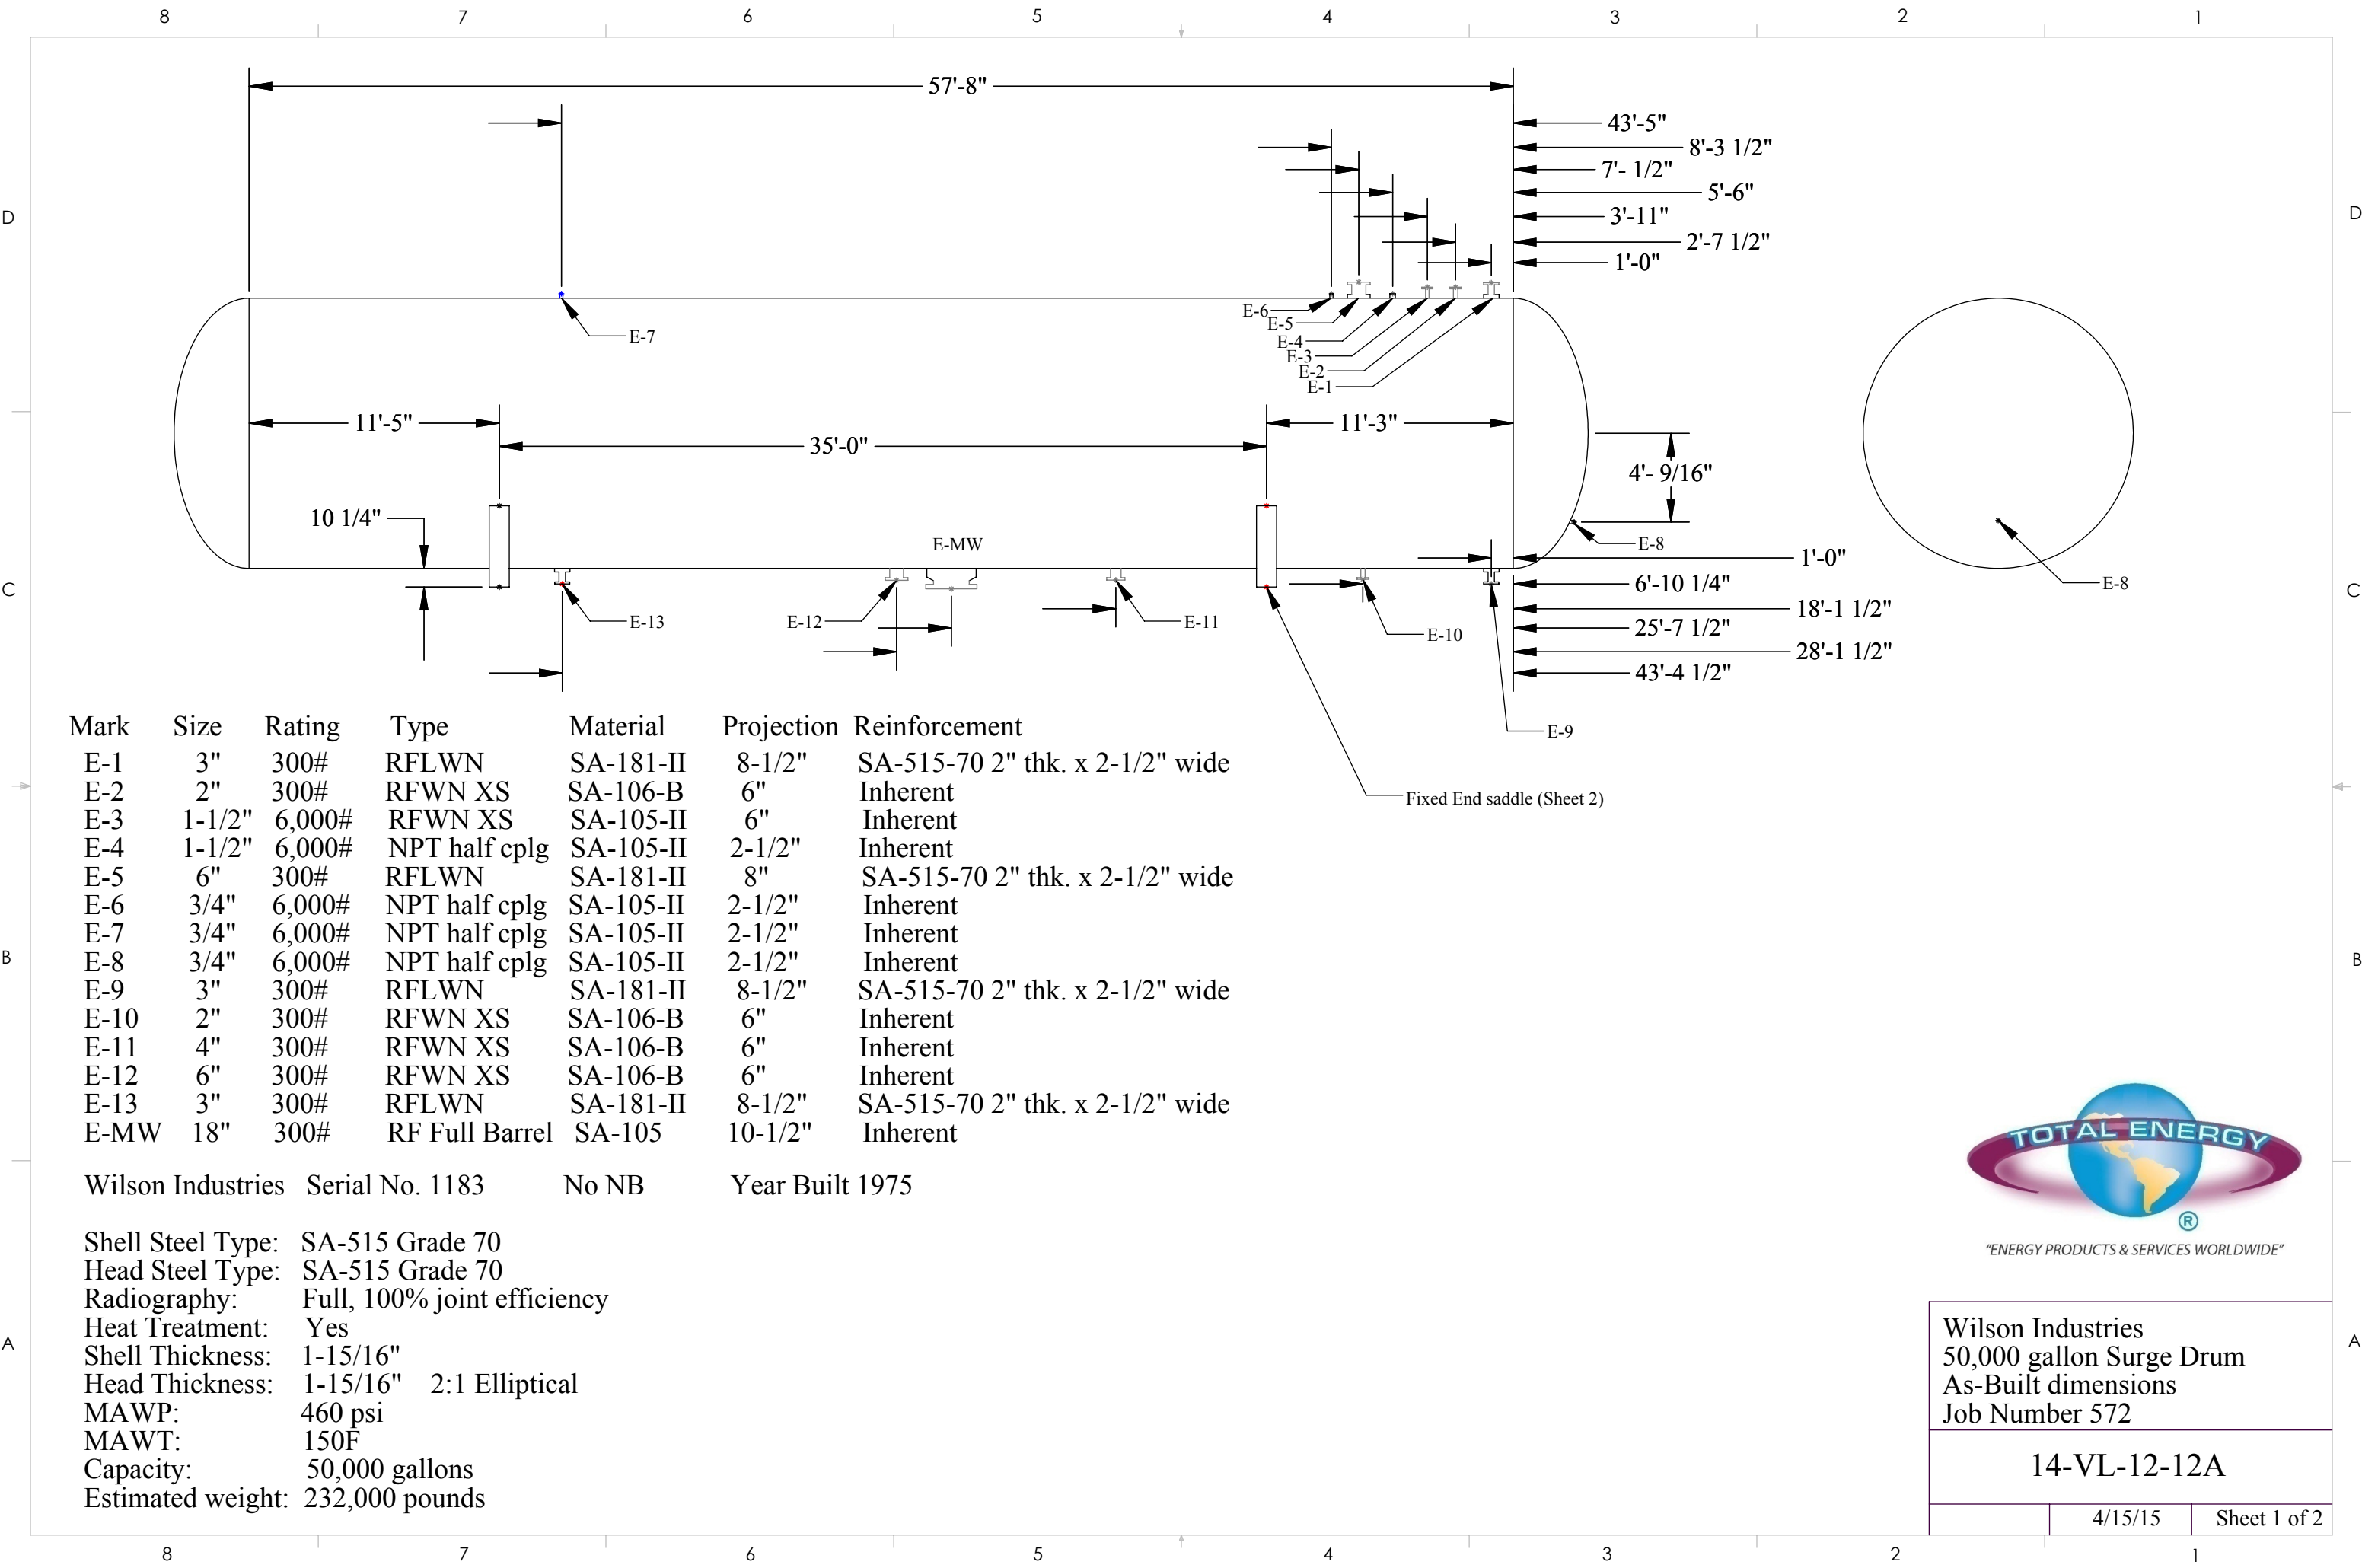 8 7 6 5 4 3 2 1
57'-8"
43'-5"
8'-3 1/2"
7'- 1/2"
5'-6"
3'-11"
2'-7 1/2"
1'-0"
D D
E-6
E-5
E-4
E-3
E-2
E-1
E-7
11'-5"
35'-0"
11'-3"
4'- 9/16"
10 1/4"
E-MW
E-8
1'-0"
6'-10 1/4"
18'-1 1/2"
25'-7 1/2"
28'-1 1/2"
43'-4 1/2"
E-8
C C
E-13
E-12
E-11
E-10
E-9
Fixed End saddle (Sheet 2)
Mark Size Rating Type Material Projection Reinforcement
E-1 3" 300# RFLWN SA-181-II 8-1/2" SA-515-70 2" thk. x 2-1/2" wide
E-2 2" 300# RFWN XS SA-106-B 6" Inherent
E-3 1-1/2" 6,000# RFWN XS SA-105-II 6" Inherent
E-4 1-1/2" 6,000# NPT half cplg SA-105-II 2-1/2" Inherent
E-5 6" 300# RFLWN SA-181-II 8" SA-515-70 2" thk. x 2-1/2" wide
E-6 3/4" 6,000# NPT half cplg SA-105-II 2-1/2" Inherent
E-7 3/4" 6,000# NPT half cplg SA-105-II 2-1/2" Inherent
E-8 3/4" 6,000# NPT half cplg SA-105-II 2-1/2" Inherent
E-9 3" 300# RFLWN SA-181-II 8-1/2" SA-515-70 2" thk. x 2-1/2" wide
E-10 2" 300# RFWN XS SA-106-B 6" Inherent
E-11 4" 300# RFWN XS SA-106-B 6" Inherent
E-12 6" 300# RFWN XS SA-106-B 6" Inherent
E-13 3" 300# RFLWN SA-181-II 8-1/2" SA-515-70 2" thk. x 2-1/2" wide
E-MW 18" 300# RF Full Barrel SA-105 10-1/2" Inherent
B B
Wilson Industries Serial No. 1183 No NB Year Built 1975
Shell Steel Type: SA-515 Grade 70
Head Steel Type: SA-515 Grade 70
Radiography: Full, 100% joint efficiency
Heat Treatment: Yes
Shell Thickness: 1-15/16"
Head Thickness: 1-15/16" 2:1 Elliptical
MAWP: 460 psi
MAWT: 150F
Capacity: 50,000 gallons
Estimated weight: 232,000 pounds
A A
TOTAL ENERGY
®
"ENERGY PRODUCTS & SERVICES WORLDWIDE"
Wilson Industries
50,000 gallon Surge Drum
As-Built dimensions
Job Number 572
14-VL-12-12A
4/15/15 Sheet 1 of 2
8 7 6 5 4 3 2 1